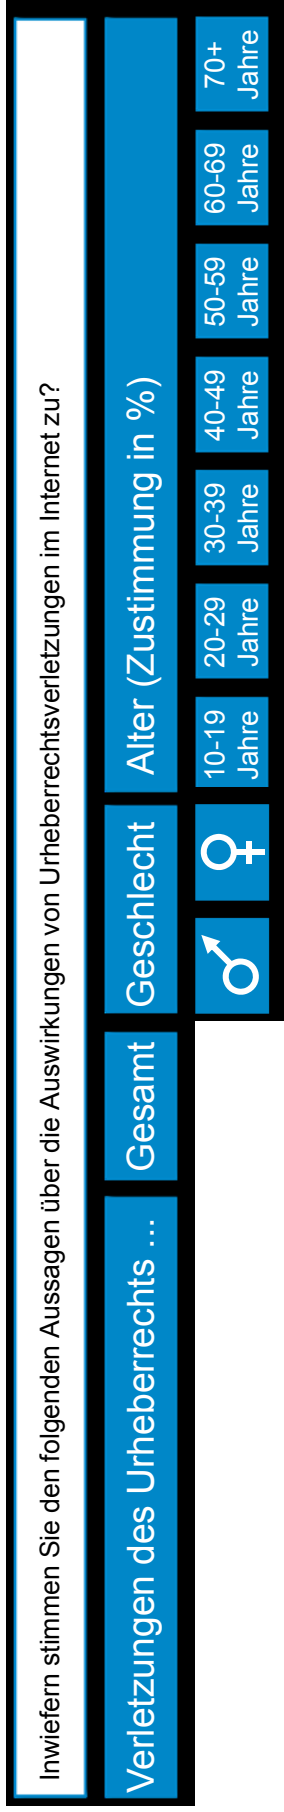 Inwiefern stimmen Sie den folgenden Aussagen über die Auswirkungen von Urheberrechtsverletzungen im Internet zu?
Verletzungen des Urheberrechts ...
Gesamt
Geschlecht
Alter (Zustimmung in %)
10-19
Jahre
20-29
Jahre
30-39
Jahre
40-49
Jahre
50-59
Jahre
60-69
Jahre
70+
Jahre